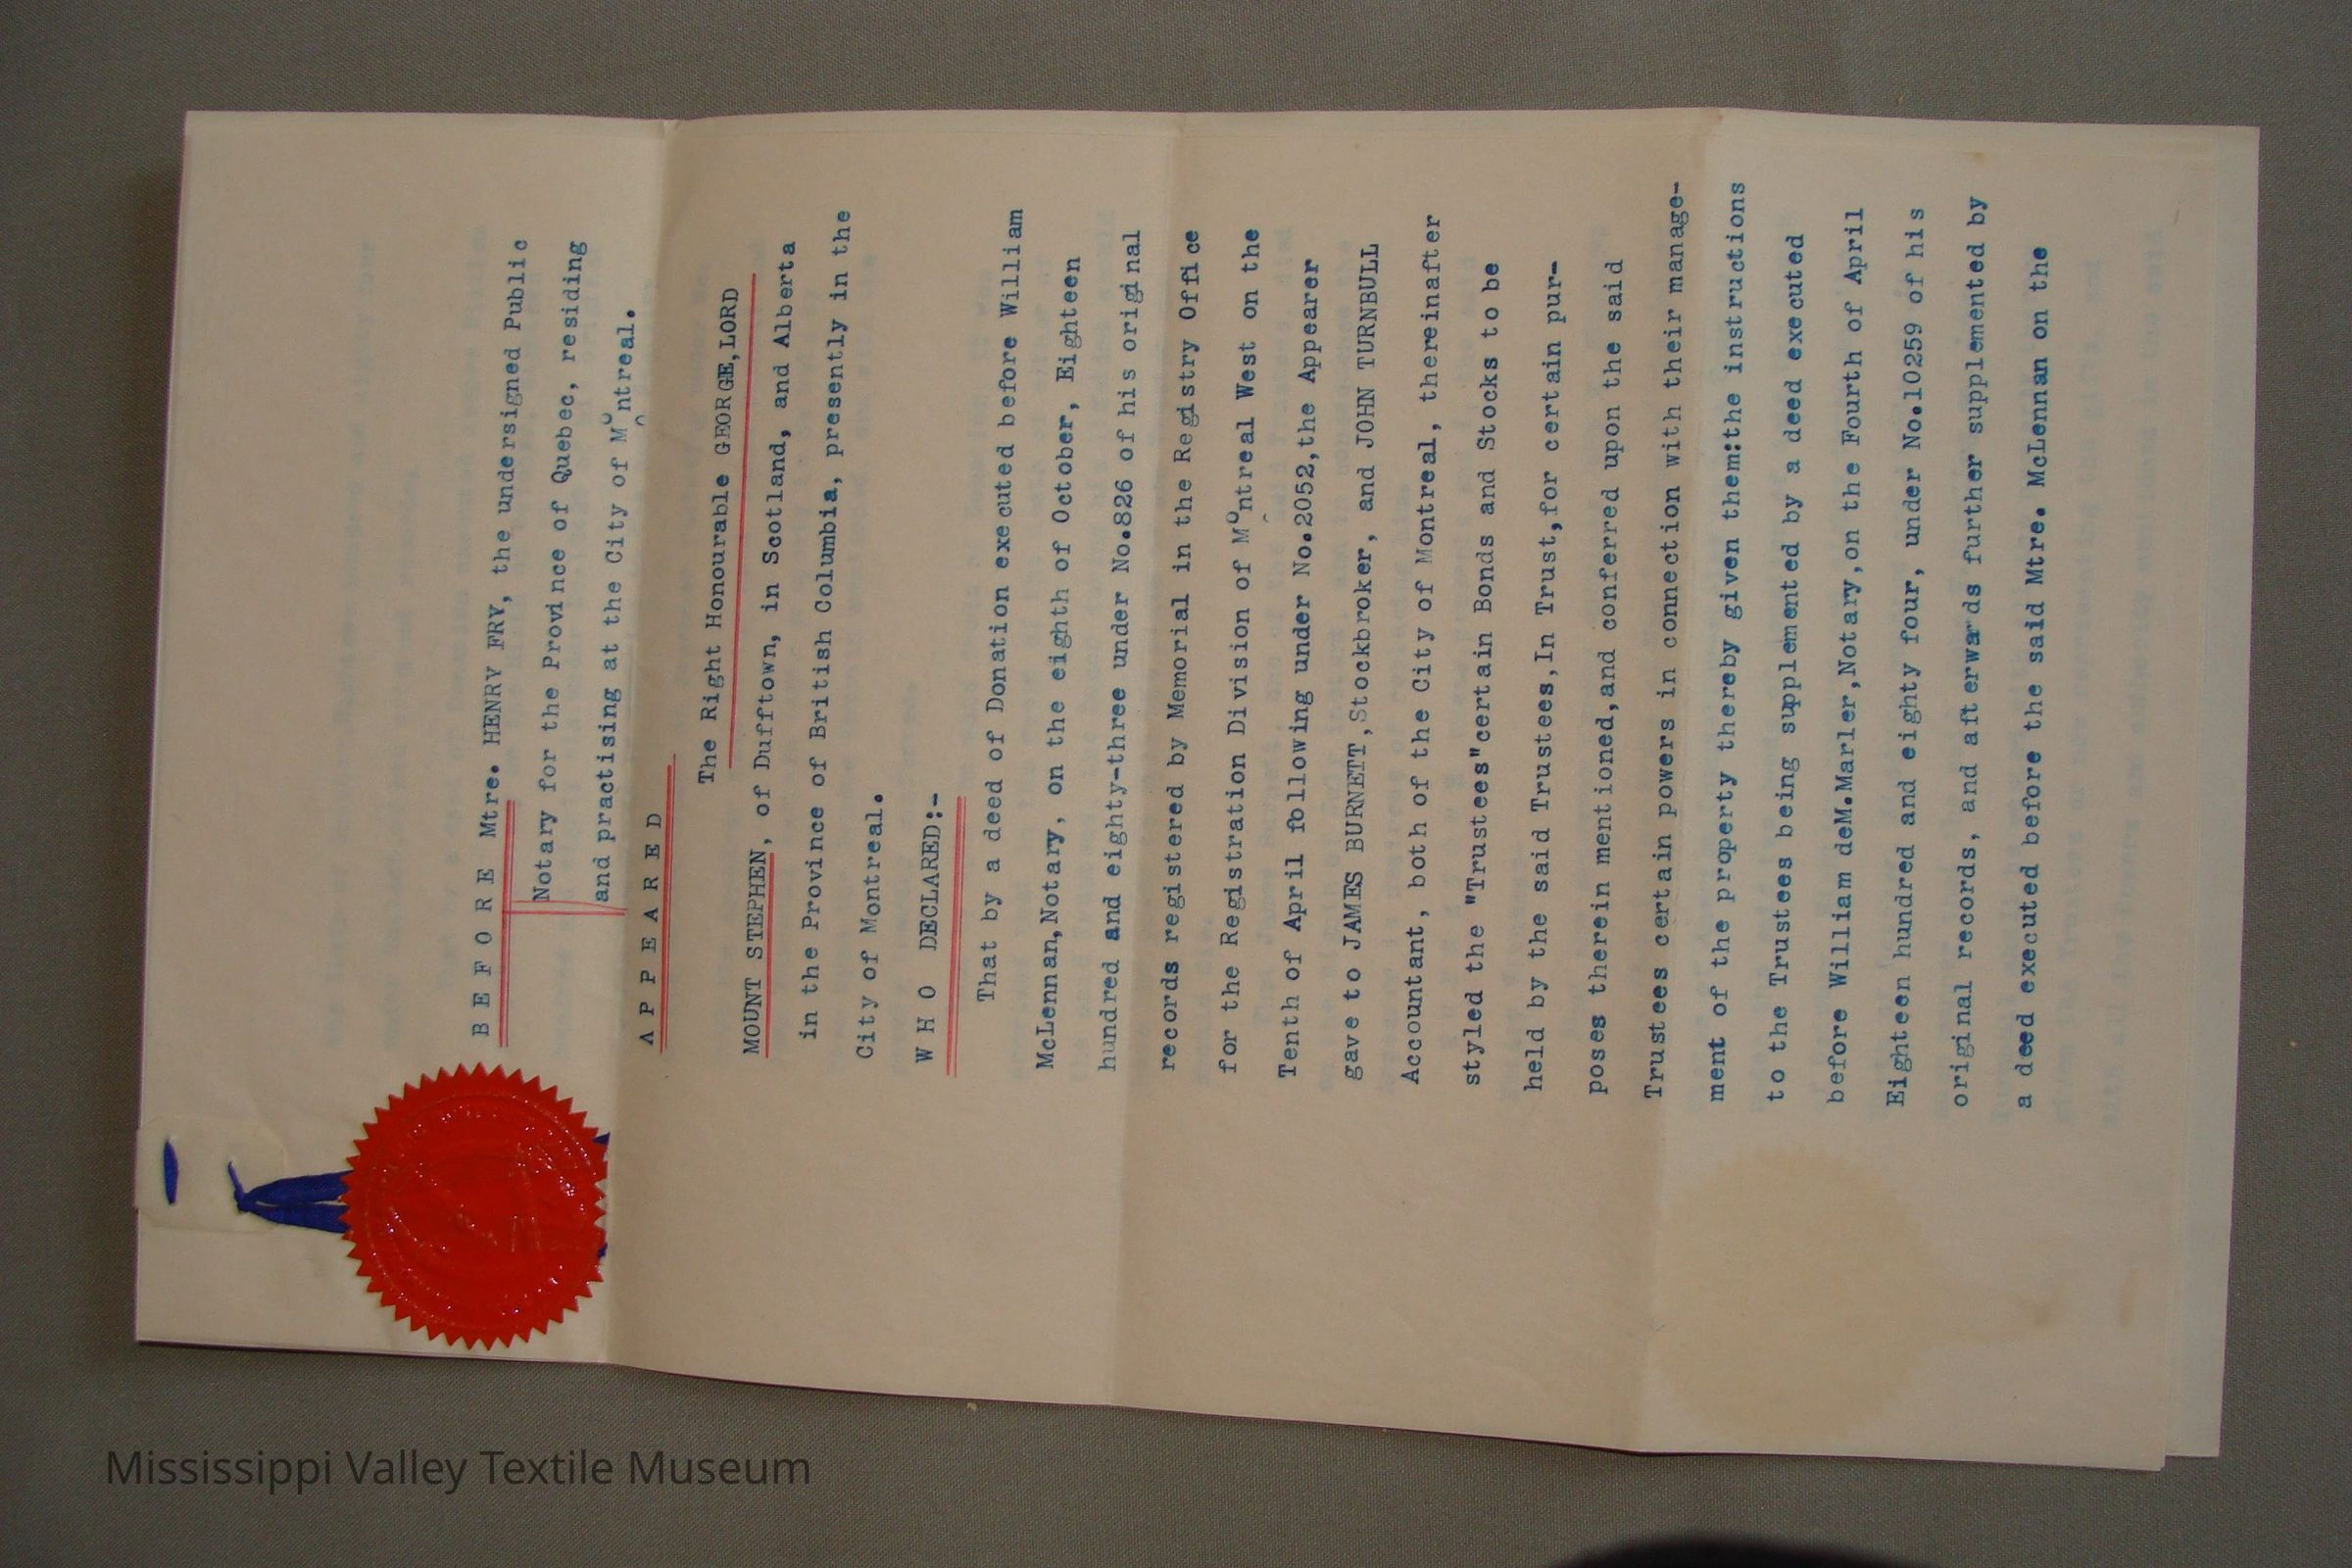 B E F O R E Mtre. HENRY FRY, the undersigned Public
Notary for the Province of Quebec, residing
and practising at the City of Montreal.
A P P E A R E D
The Right Honourable GEORGE,LORD
MOUNT STEPHEN, of Dufftown, in Scotland, and Alberta
in the Province of British Columbia, presently in the
City of Montreal.
W H O DECLARED:-
That by a deed of Donation executed before William
McLennan,Notary, on the eighth of October, Eighteen
hundred and eighty-three under No.826 of his original
records registered by Memorial in the Registry Office
for the Registration Division of Montreal West on the
Tenth of April following under No.2052,the Appearer
gave to JAMES BURNETT,Stockbroker, and JOHN TURNBULL
Accountant, both of the City of Montreal, thereinafter
styled the "Trustees"certain Bonds and Stocks to be
held by the said Trustees,In Trust,for certain pur-
poses therein mentioned,and conferred upon the said
Trustees certain powers in connection with their manage-
ment of the property thereby given them:the instructions
to the Trustees being supplemented by a deed executed
before William deM.Marler,Notary,on the Fourth of April
Eighteen hundred and eighty four, under No.10259 of his
original records, and afterwards further supplemented by
a deed executed before the said Mtre. McLennan on the
Mississippi Valley Textile Museum